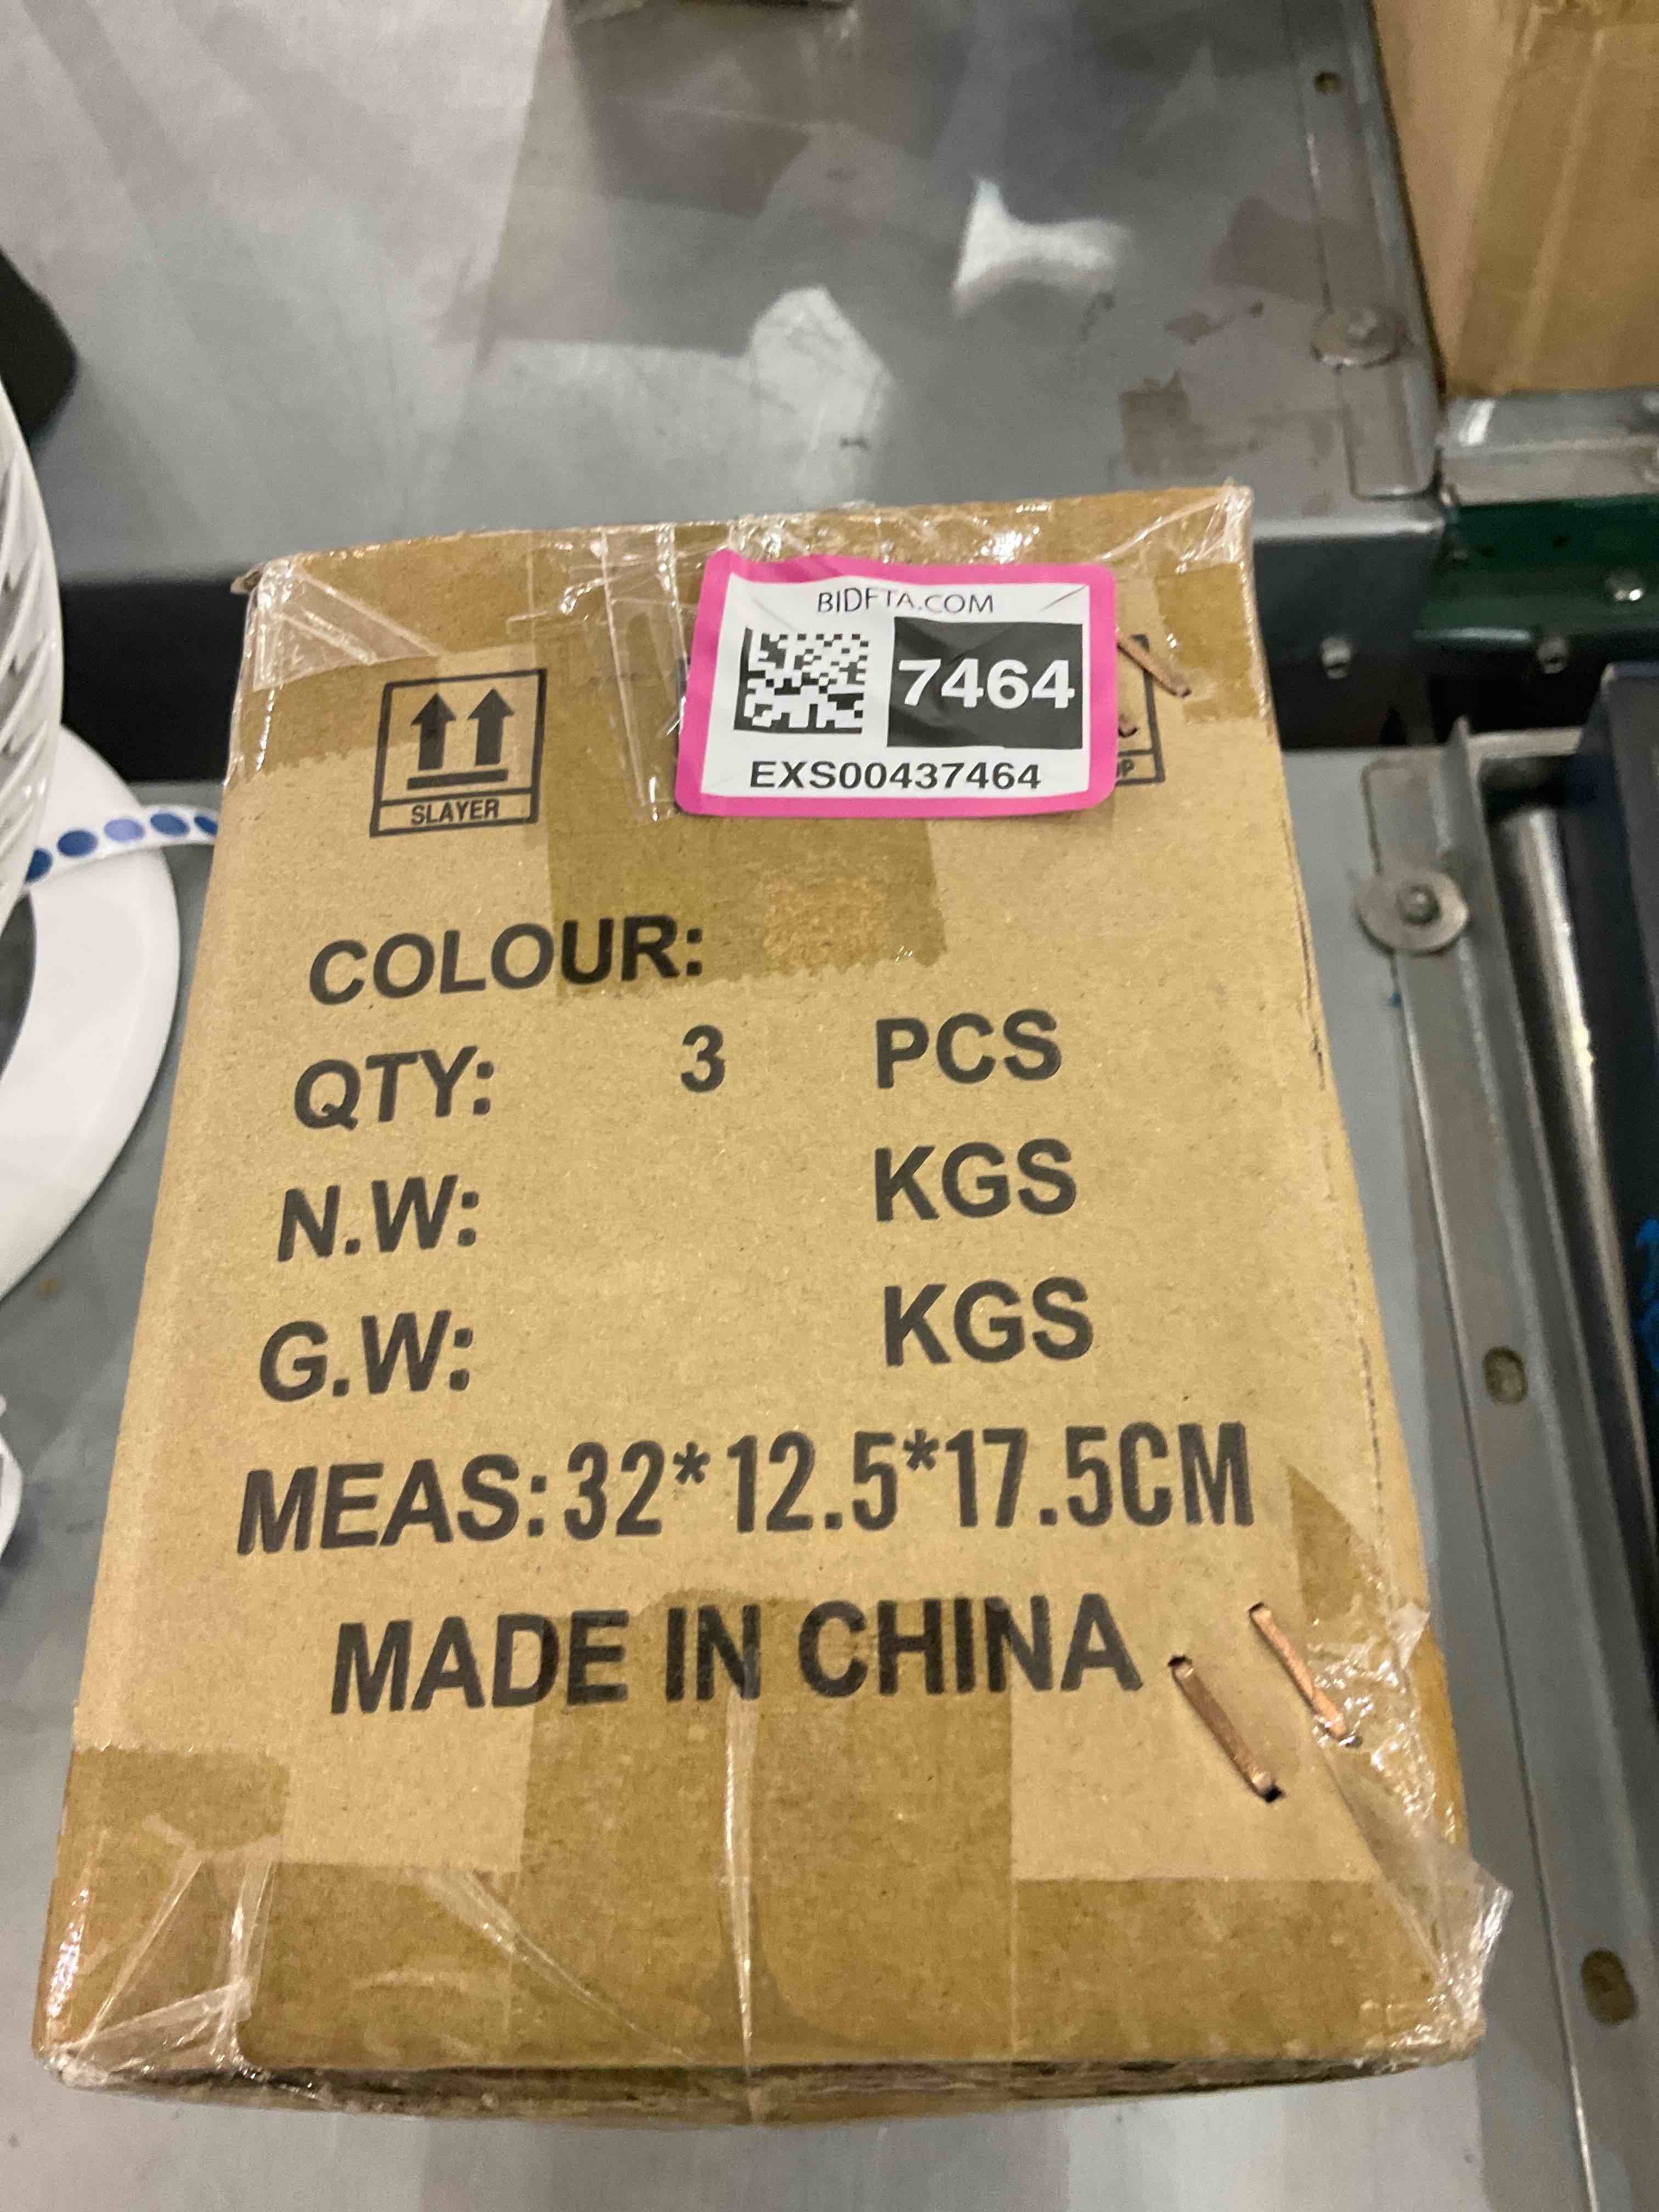 BIDFTA.COM
7464
EXS00437464
SLAYER
COLOUR:
QTY: 3 PCS
N.W: KGS
G.W: KGS
MEAS:32*12.5*17.5CM
MADE IN CHINA